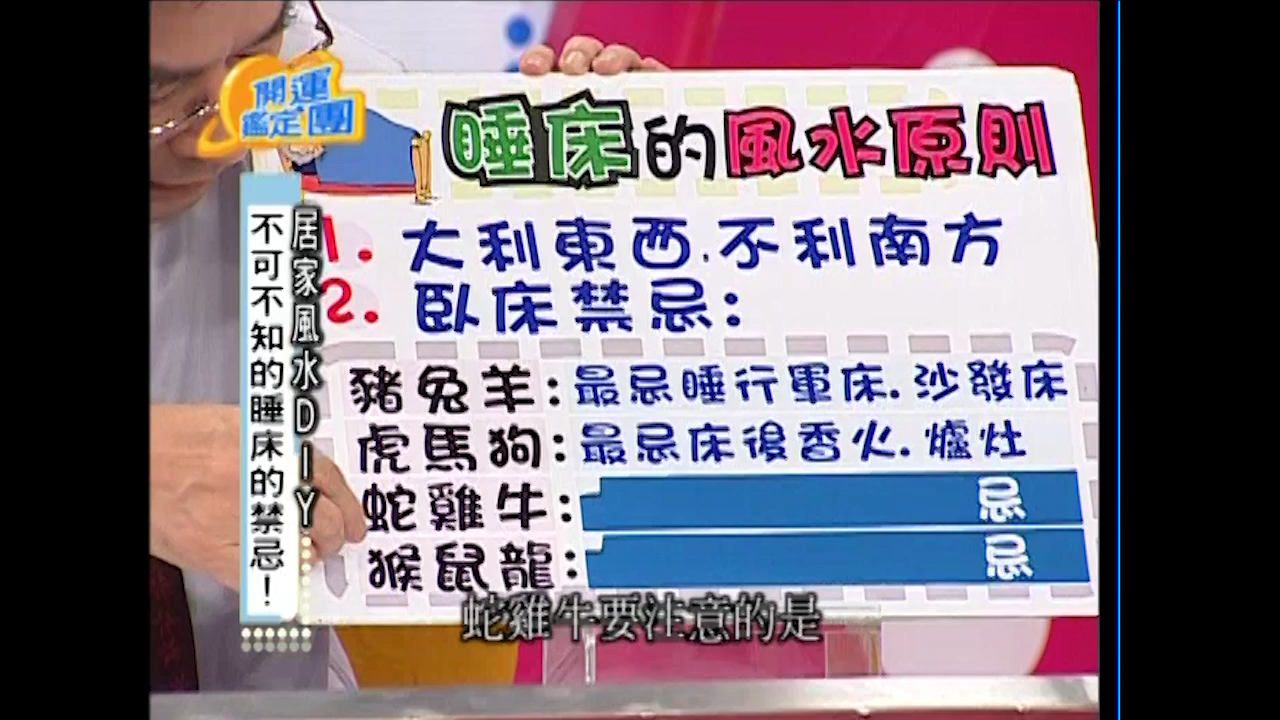 開運
鑑定團
居家風水DIY
不可不知的睡床的禁忌！
睡床的風水原則
1. 大利東西.不利南方
2. 臥床禁忌：
豬兔羊：最忌睡行軍床.沙發床
虎馬狗：最忌床後香火.爐灶
蛇雞牛：忌
猴鼠龍：忌
蛇雞牛要注意的是